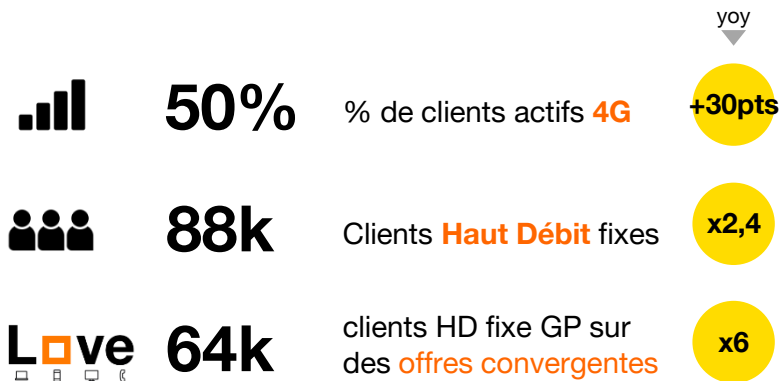 yoy
50% % de clients actifs 4G +30pts
88k Clients Haut Débit fixes x2,4
Love 64k clients HD fixe GP sur
des offres convergentes x6